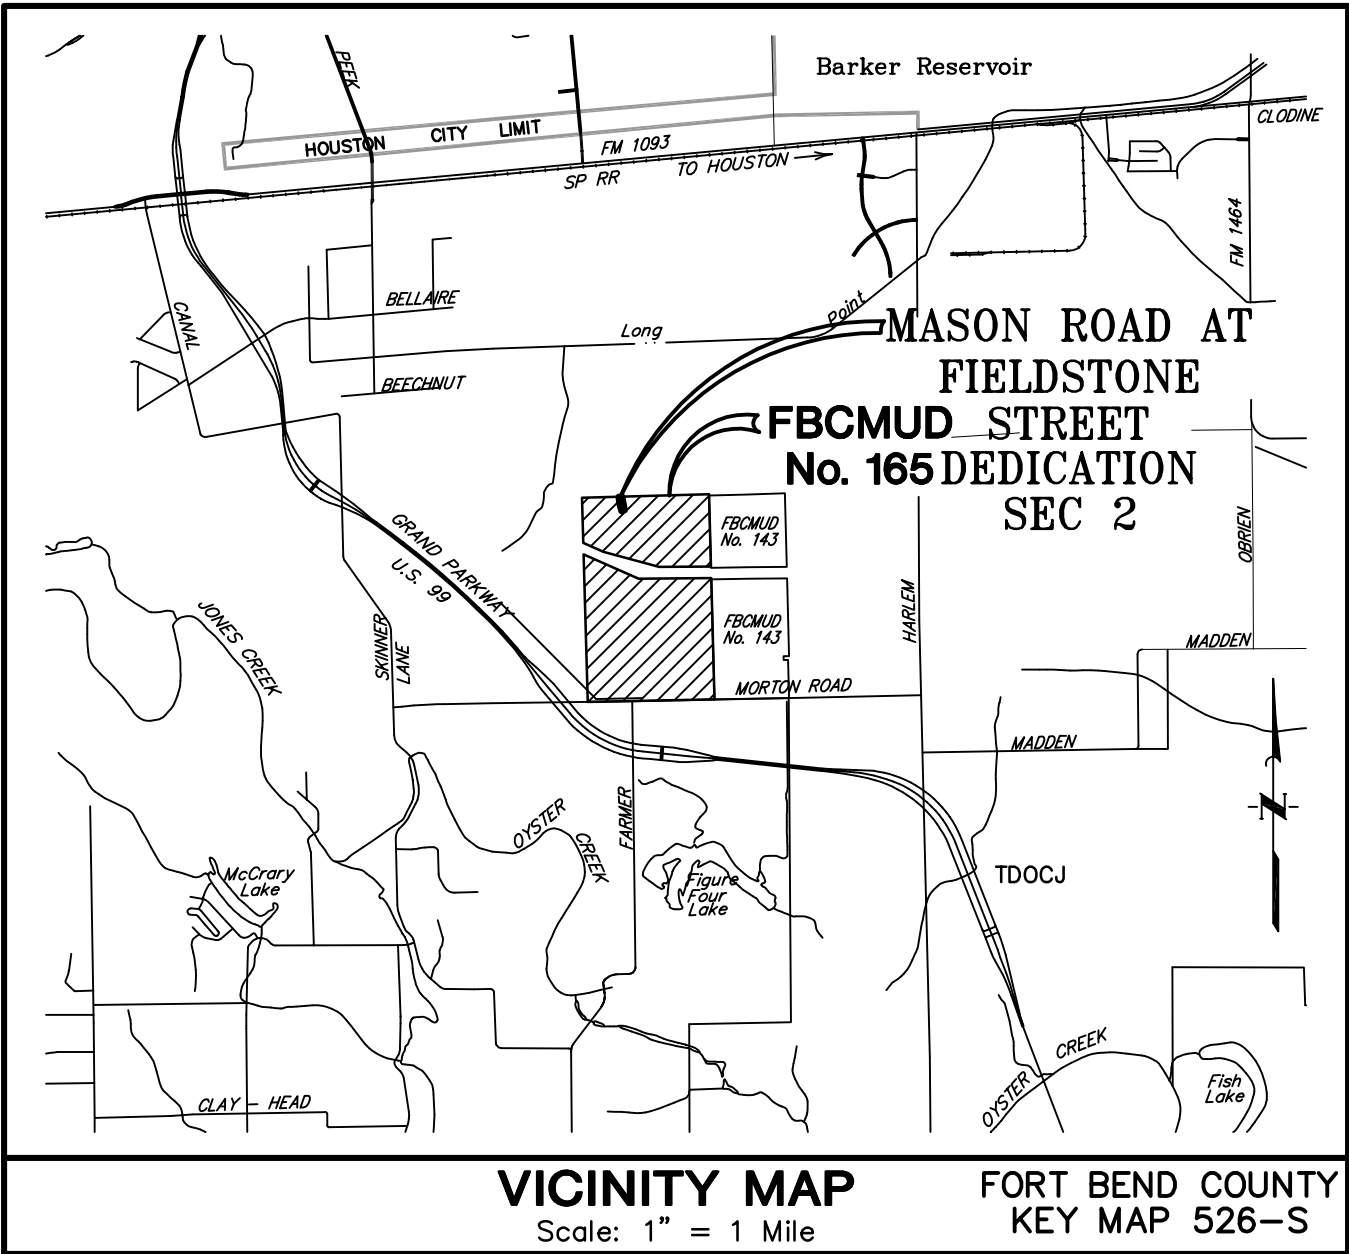 Barker Reservoir
PEEK
HOUSTON CITY LIMIT
FM 1093
CLODINE
SP RR
TO HOUSTON
FM 1464
CANAL
BELLAIRE
Long
Point
BEECHNUT
MASON ROAD AT
FIELDSTONE
STREET
DEDICATION
SEC 2
FBCMUD
No. 165
GRAND PARKWAY
U.S. 99
FBCMUD
No. 143
FBCMUD
No. 143
OBRIEN
HARLEM
JONES CREEK
SKINNER
LANE
MADDEN
MORTON ROAD
MADDEN
N
FARMER
OYSTER
CREEK
McCrary
Lake
Figure
Four
Lake
TDOCJ
OYSTER
CREEK
Fish
Lake
CLAY - HEAD
VICINITY MAP
Scale: 1" = 1 Mile
FORT BEND COUNTY
KEY MAP 526-S